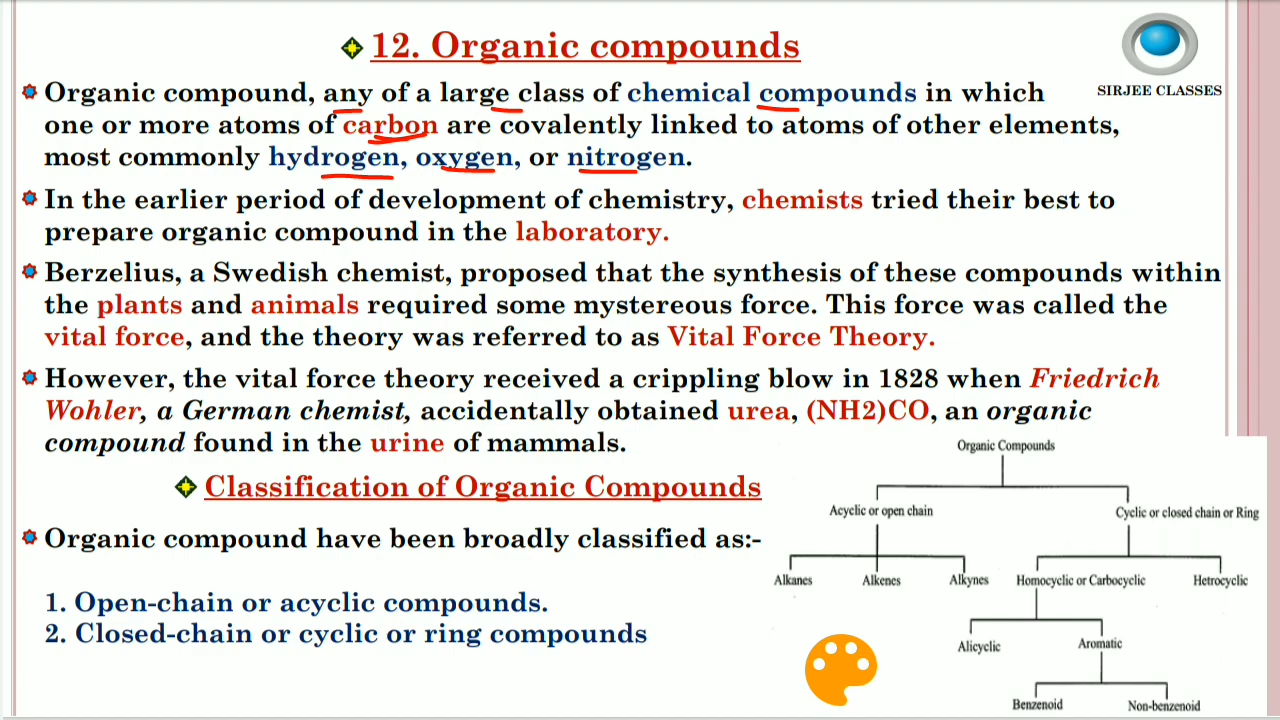 12. Organic compounds
SIRJEE CLASSES
Organic compound, any of a large class of chemical compounds in which
one or more atoms of carbon are covalently linked to atoms of other elements,
most commonly hydrogen, oxygen, or nitrogen.
In the earlier period of development of chemistry, chemists tried their best to
prepare organic compound in the laboratory.
Berzelius, a Swedish chemist, proposed that the synthesis of these compounds within
the plants and animals required some mystereous force. This force was called the
vital force, and the theory was referred to as Vital Force Theory.
However, the vital force theory received a crippling blow in 1828 when Friedrich
Wohler, a German chemist, accidentally obtained urea, (NH2)CO, an organic
compound found in the urine of mammals.
Classification of Organic Compounds
Organic compound have been broadly classified as:-
1. Open-chain or acyclic compounds.
2. Closed-chain or cyclic or ring compounds
Organic Compounds
Acyclic or open chain
Cyclic or closed chain or Ring
Alkanes
Alkenes
Alkynes
Homocyclic or Carbocyclic
Hetrocyclic
Alicyclic
Aromatic
Benzenoid
Non-benzenoid